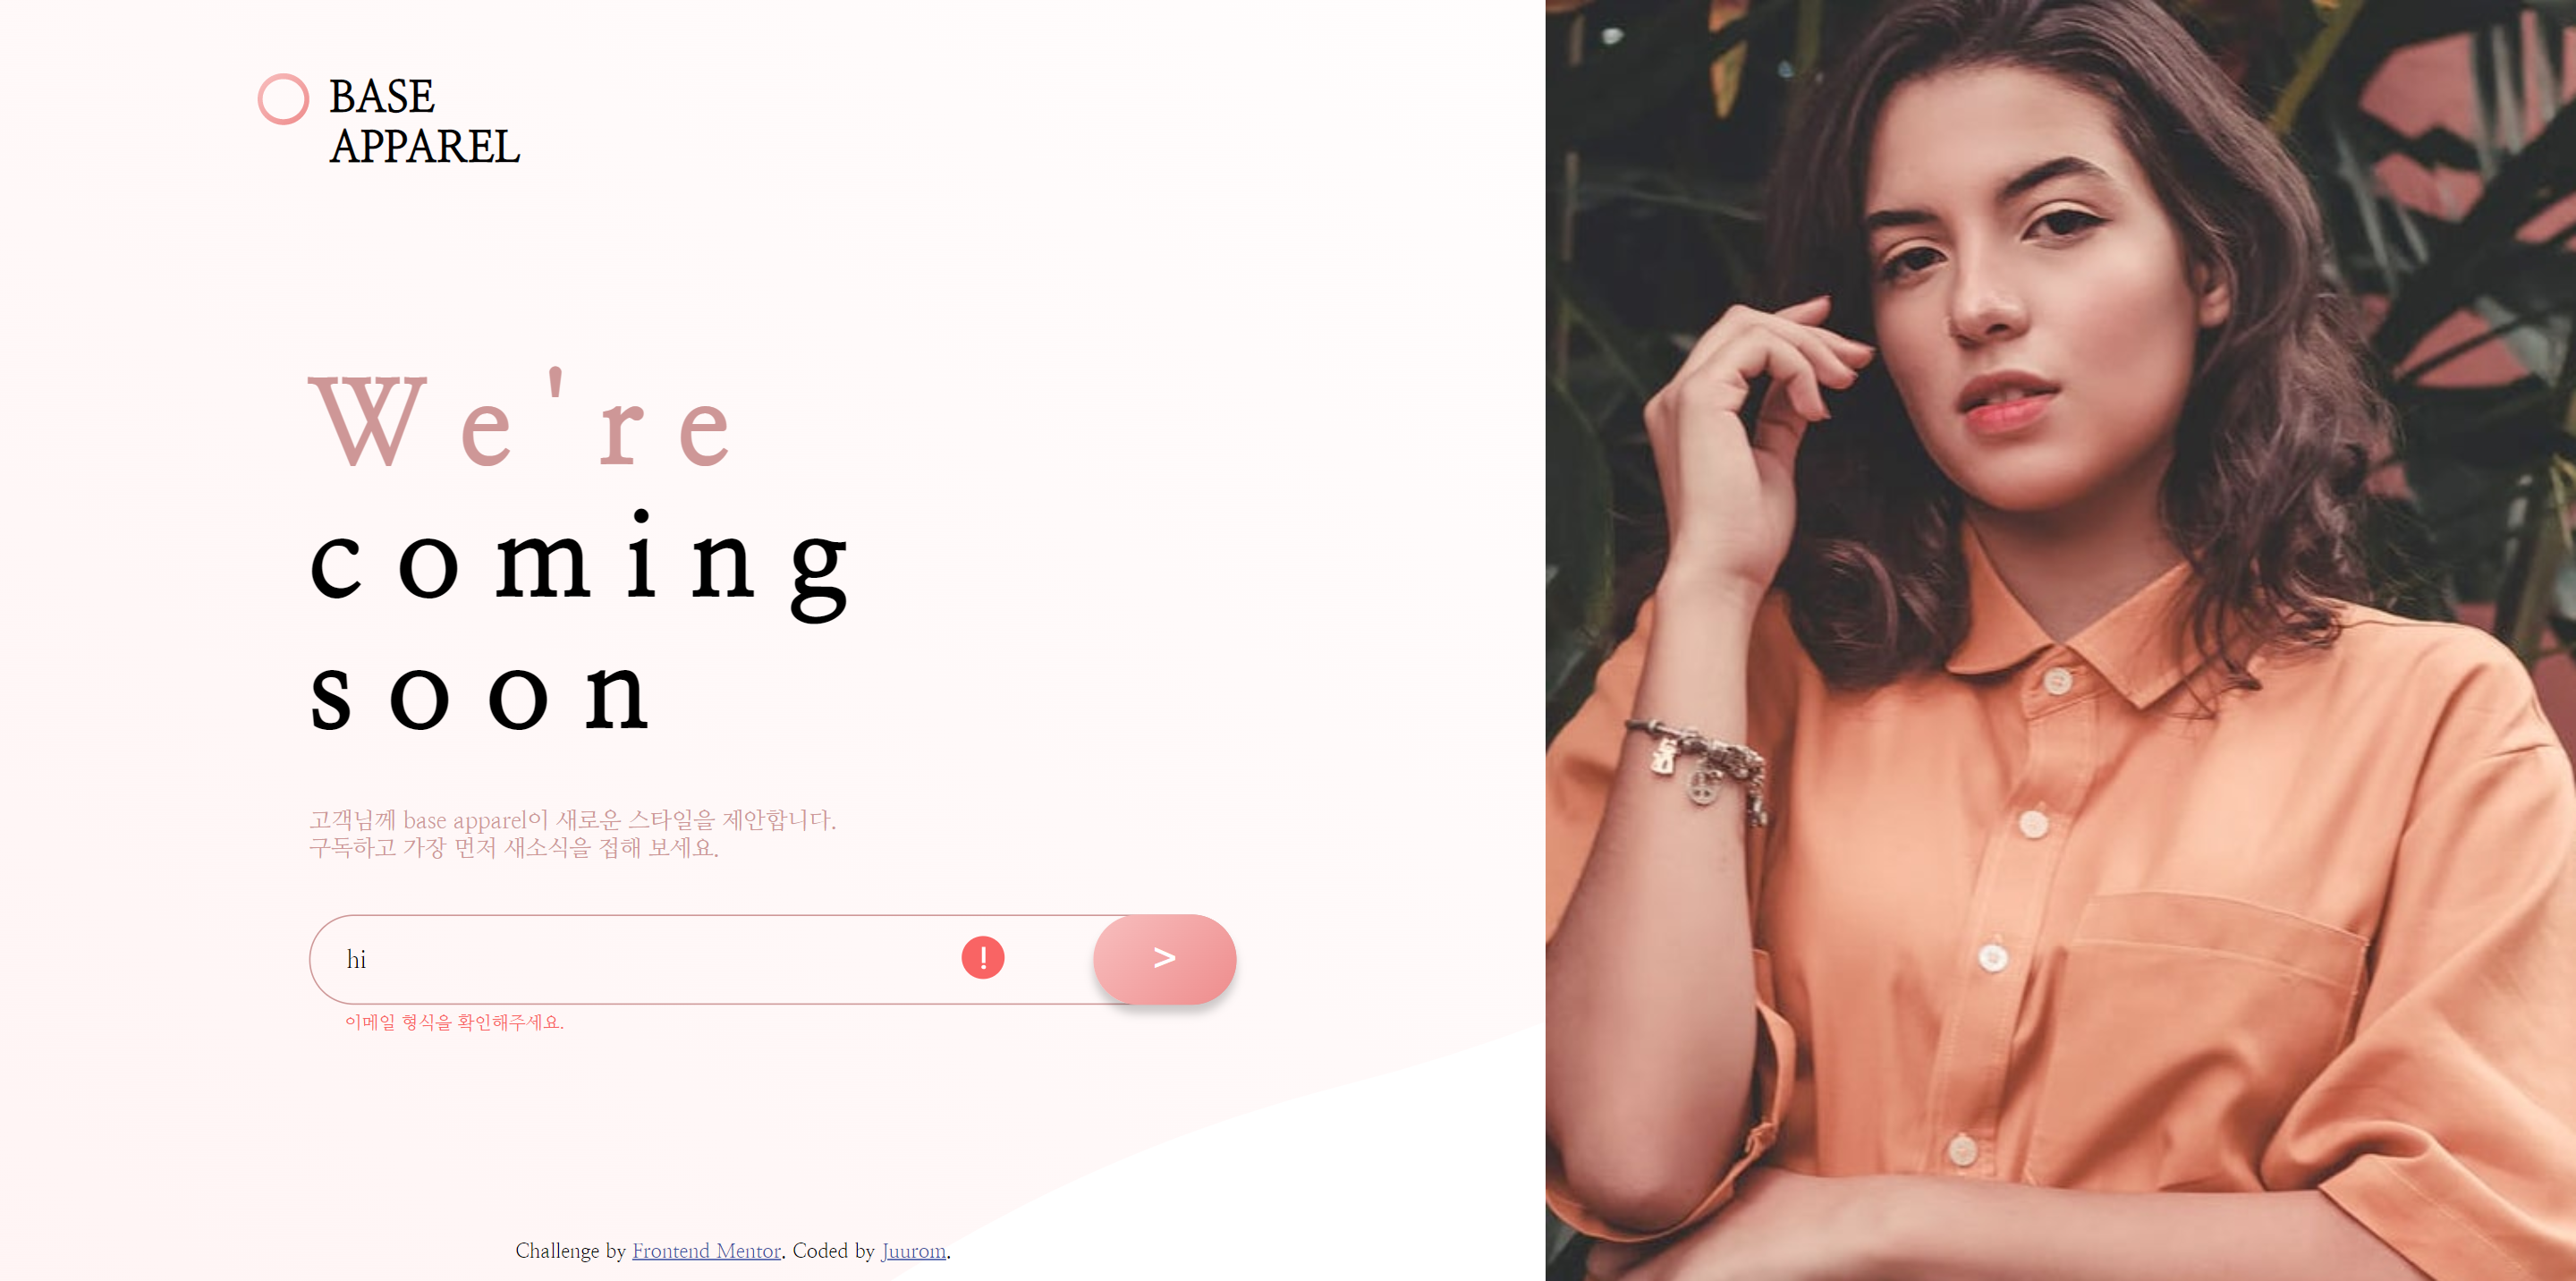 BASE
APPAREL
We're
coming
soon
고객님께 base apparel이 새로운 스타일을 제안합니다.
구독하고 가장 먼저 새소식을 접해 보세요.
hi ! >
이메일 형식을 확인해주세요.
Challenge by Frontend Mentor. Coded by Juurom.